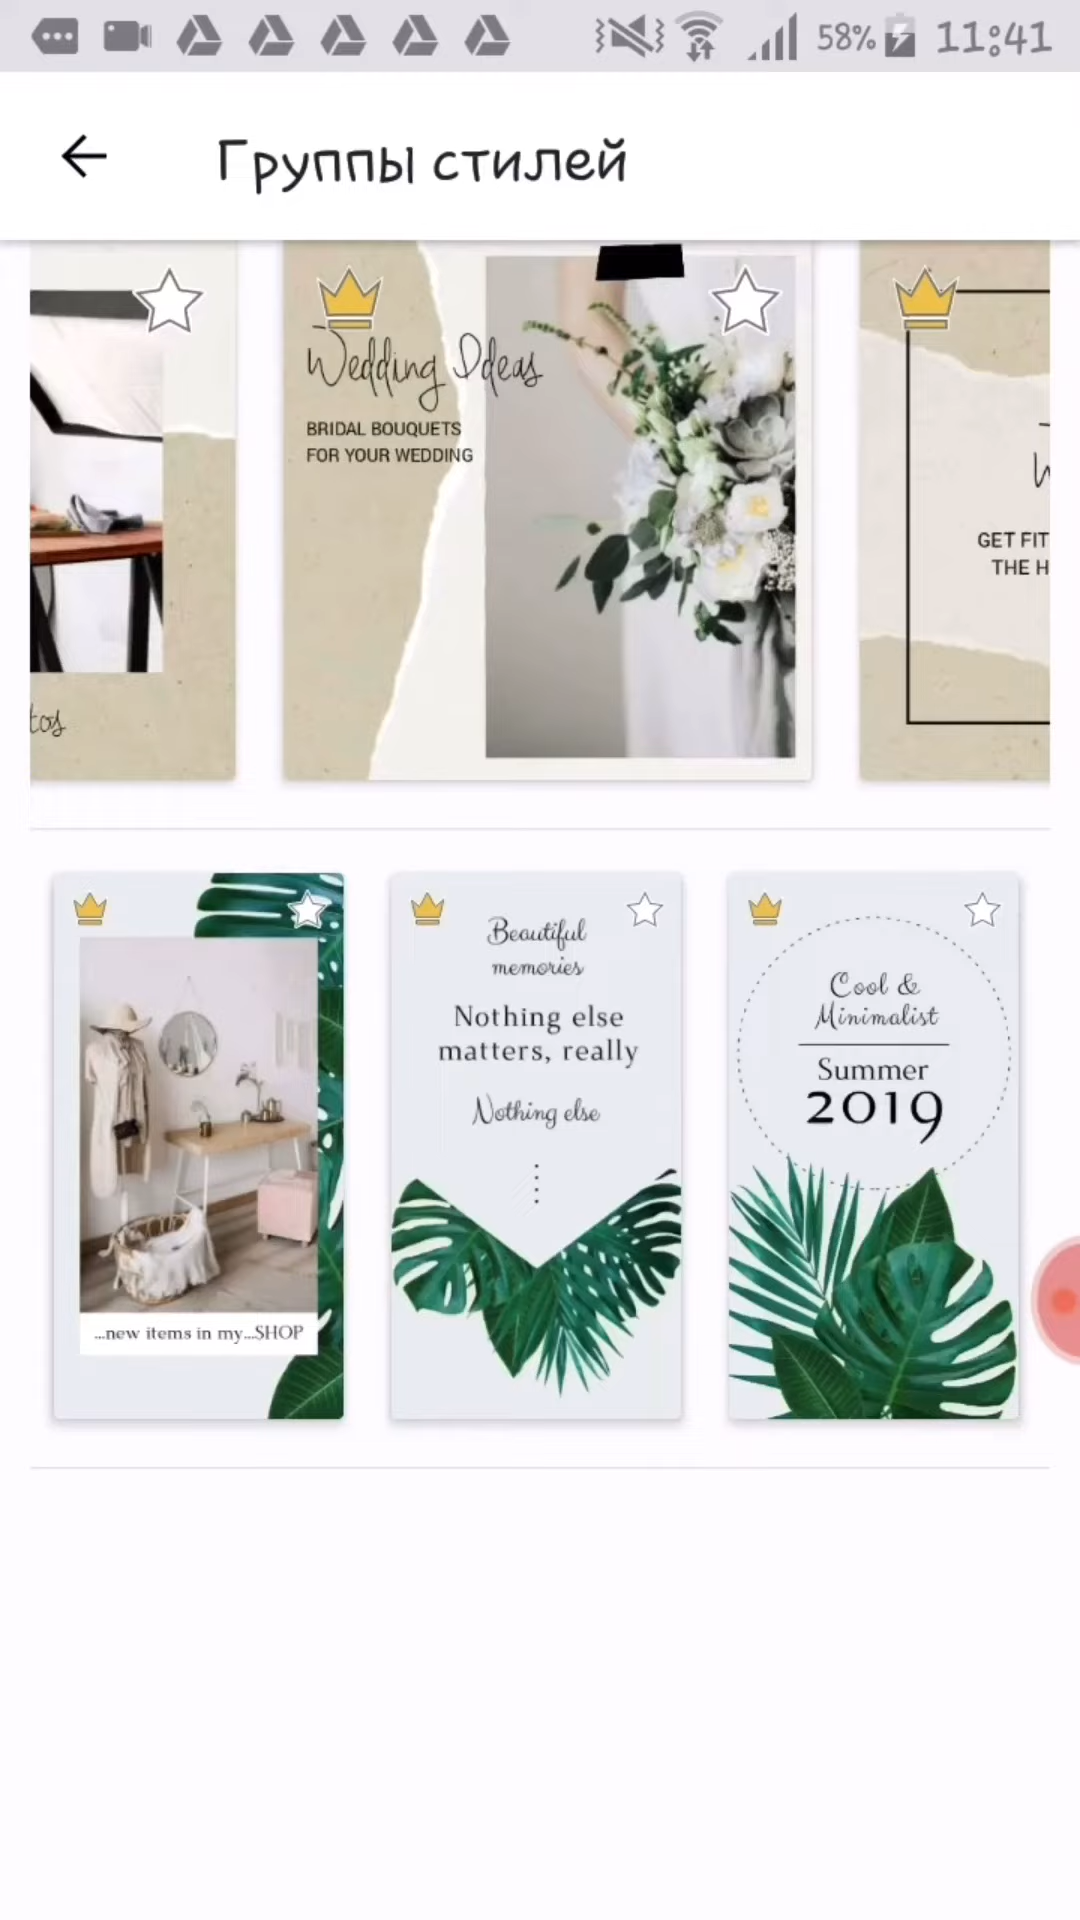 58% 11:41
Группы стилей
Wedding Ideas
BRIDAL BOUQUETS
FOR YOUR WEDDING
GET FIT
THE H
tos
Beautiful
memories
Nothing else
matters, really
Nothing else
Cool &
Minimalist
Summer
2019
...new items in my...SHOP